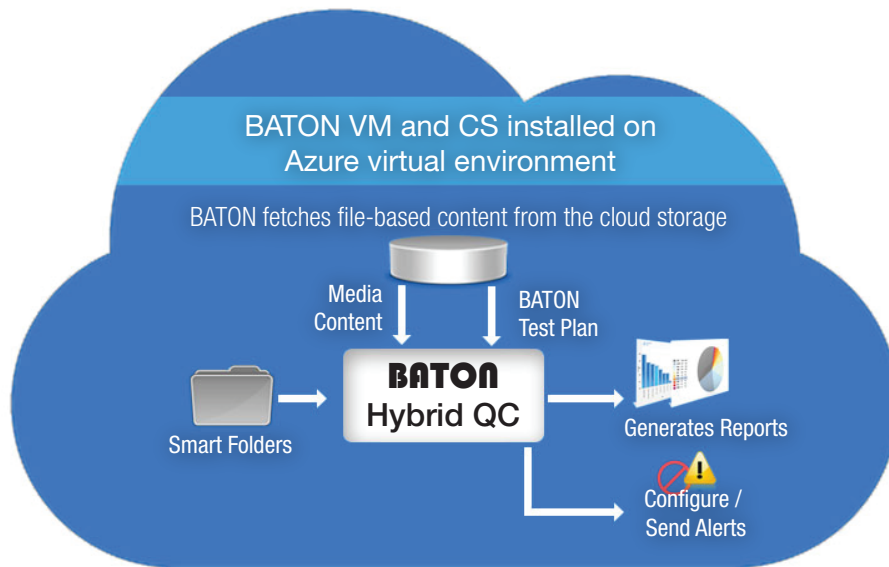 BATON VM and CS installed on
Azure virtual environment
BATON fetches file-based content from the cloud storage
Media
Content
BATON
Test Plan
BATON
Hybrid QC
Smart Folders
Generates Reports
Configure /
Send Alerts